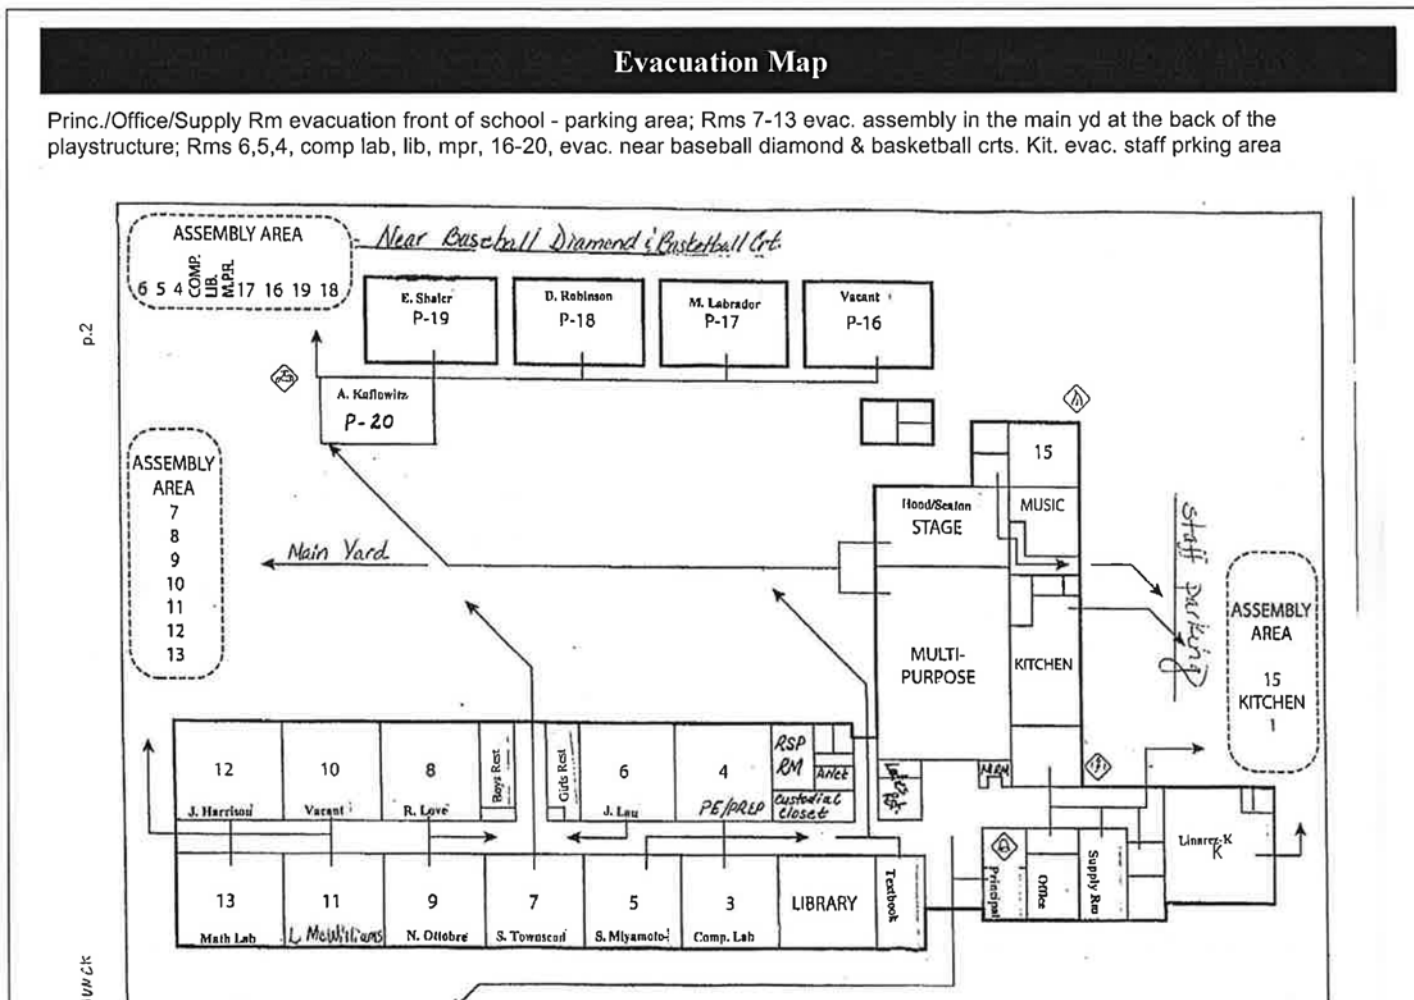 Evacuation Map
Princ./Office/Supply Rm evacuation front of school - parking area; Rms 7-13 evac. assembly in the main yd at the back of the
playstructure; Rms 6,5,4, comp lab, lib, mpr, 16-20, evac. near baseball diamond & basketball crts. Kit. evac. staff prking area
p.2
ASSEMBLY AREA
6 5 4 COMP. LIB. M.P.R. 17 16 19 18
Near Baseball Diamond & Basketball Crt.
E. Shaler
P-19
D. Robinson
P-18
M. Labrador
P-17
Vacant
P-16
A. Kaflowitz
P-20
ASSEMBLY
AREA
7
8
9
10
11
12
13
Main Yard
15
MUSIC
Hood/Seaton
STAGE
MULTI-
PURPOSE
KITCHEN
Staff Parking
ASSEMBLY
AREA
15
KITCHEN
12
J. Harrison
10
Vacant
8
R. Love
Boys Rest
Girls Rest
6
J. Lau
4
PE/PREP
RSP
RM
Custodial
Closet
13
Math Lab
11
L McWilliams
9
N. Ollobre
7
S. Townsend
5
S. Miyamoto
3
Comp. Lab
LIBRARY
Textbook
Principal
Office
Supply Rm
Linarez-K
K